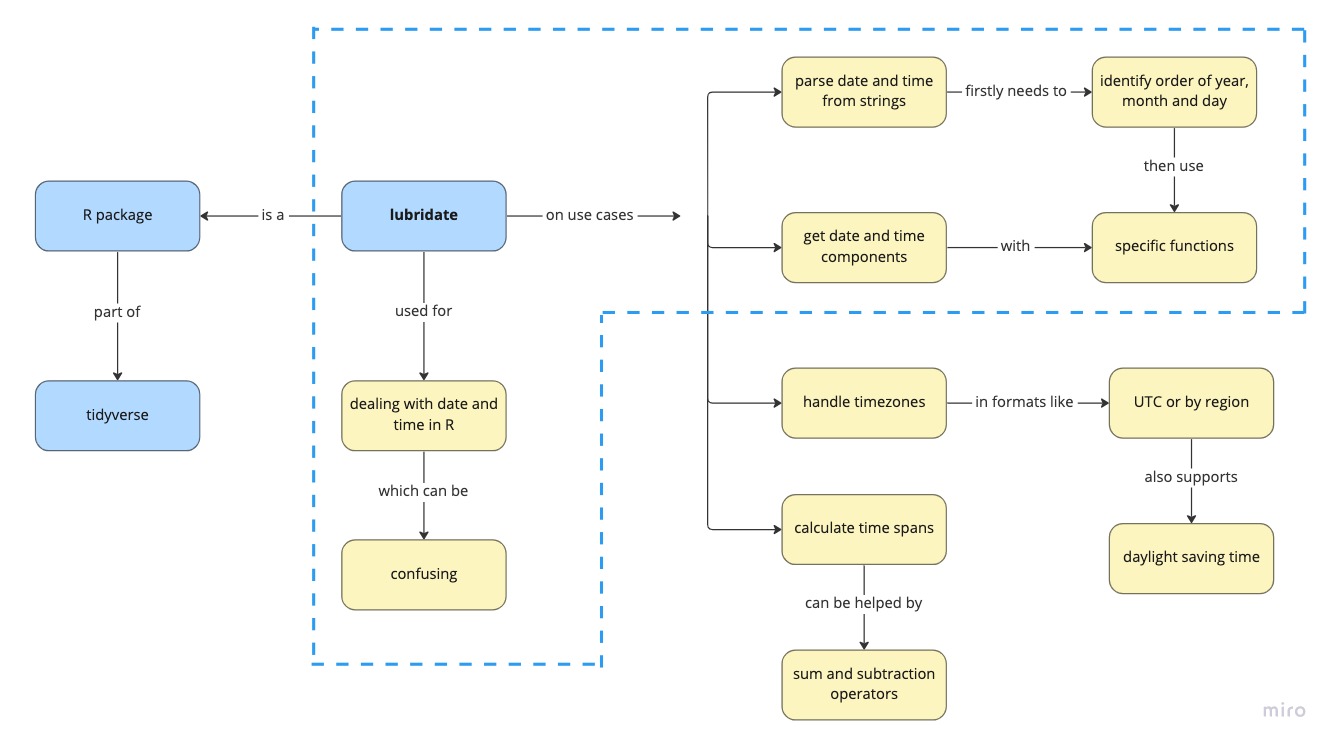 parse date and time
from strings
firstly needs to
identify order of year,
month and day
then use
R package
is a
lubridate
on use cases
get date and time
components
with
specific functions
part of
used for
tidyverse
dealing with date and
time in R
handle timezones
in formats like
UTC or by region
which can be
also supports
calculate time spans
confusing
daylight saving time
can be helped by
sum and subtraction
operators
miro